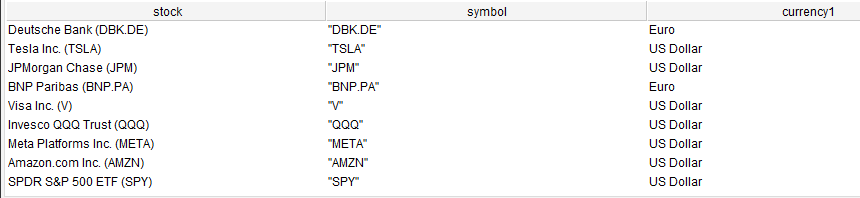 stock symbol currency1
Deutsche Bank (DBK.DE) "DBK.DE" Euro
Tesla Inc. (TSLA) "TSLA" US Dollar
JPMorgan Chase (JPM) "JPM" US Dollar
BNP Paribas (BNP.PA) "BNP.PA" Euro
Visa Inc. (V) "V" US Dollar
Invesco QQQ Trust (QQQ) "QQQ" US Dollar
Meta Platforms Inc. (META) "META" US Dollar
Amazon.com Inc. (AMZN) "AMZN" US Dollar
SPDR S&P 500 ETF (SPY) "SPY" US Dollar